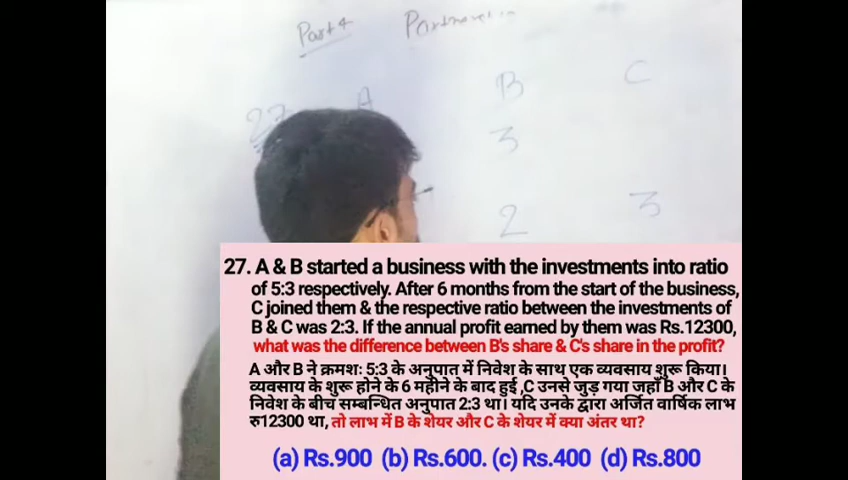 Part 4 Partner
27 A B C
3
2 3
27. A & B started a business with the investments into ratio
of 5:3 respectively. After 6 months from the start of the business,
C joined them & the respective ratio between the investments of
B & C was 2:3. If the annual profit earned by them was Rs.12300,
what was the difference between B's share & C's share in the profit?
A और B ने क्रमशः 5:3 के अनुपात में निवेश के साथ एक व्यवसाय शुरू किया।
व्यवसाय के शुरू होने के 6 महीने के बाद हुई ,C उनसे जुड़ गया जहाँ B और C के
निवेश के बीच सम्बन्धित अनुपात 2:3 था। यदि उनके द्वारा अर्जित वार्षिक लाभ
रु12300 था, तो लाभ में B के शेयर और C के शेयर में क्या अंतर था?
(a) Rs.900 (b) Rs.600. (c) Rs.400 (d) Rs.800